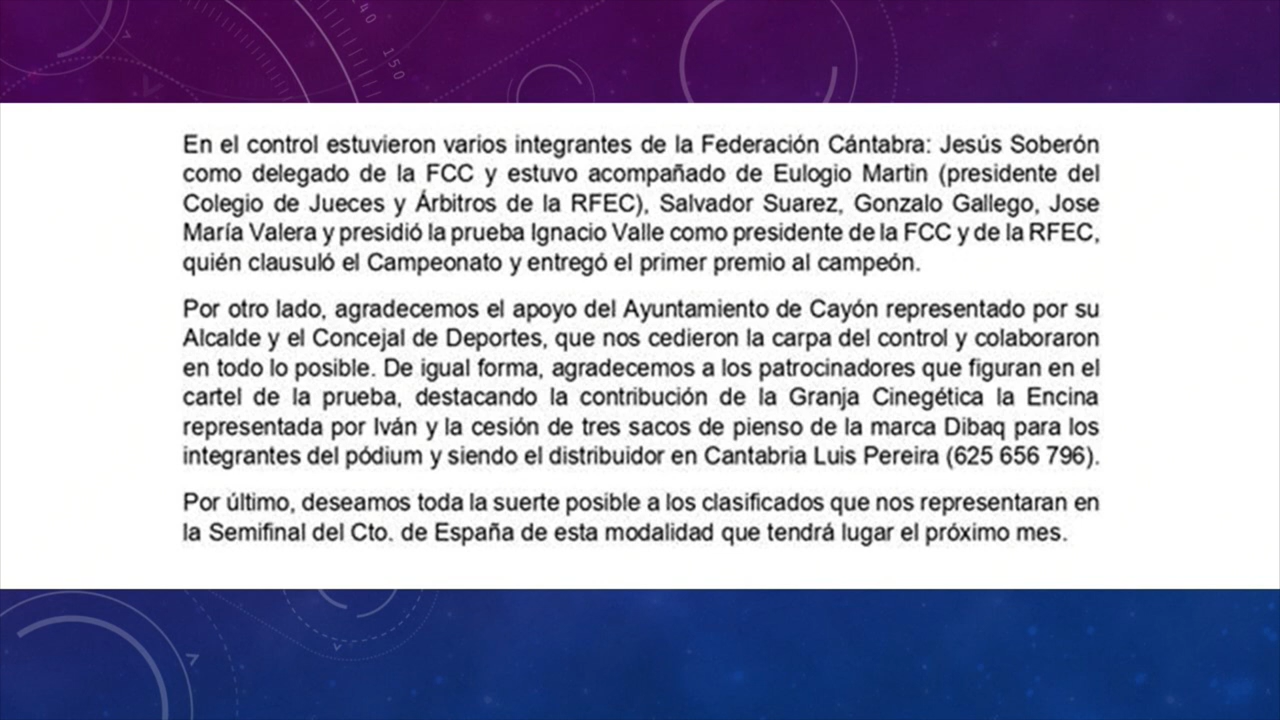 40
150
En el control estuvieron varios integrantes de la Federación Cántabra: Jesús Soberón
como delegado de la FCC y estuvo acompañado de Eulogio Martin (presidente del
Colegio de Jueces y Árbitros de la RFEC), Salvador Suarez, Gonzalo Gallego, Jose
María Valera y presidió la prueba Ignacio Valle como presidente de la FCC y de la RFEC,
quién clausuló el Campeonato y entregó el primer premio al campeón.
Por otro lado, agradecemos el apoyo del Ayuntamiento de Cayón representado por su
Alcalde y el Concejal de Deportes, que nos cedieron la carpa del control y colaboraron
en todo lo posible. De igual forma, agradecemos a los patrocinadores que figuran en el
cartel de la prueba, destacando la contribución de la Granja Cinegética la Encina
representada por Iván y la cesión de tres sacos de pienso de la marca Dibaq para los
integrantes del pódium y siendo el distribuidor en Cantabria Luis Pereira (625 656 796).
Por último, deseamos toda la suerte posible a los clasificados que nos representaran en
la Semifinal del Cto. de España de esta modalidad que tendrá lugar el próximo mes.